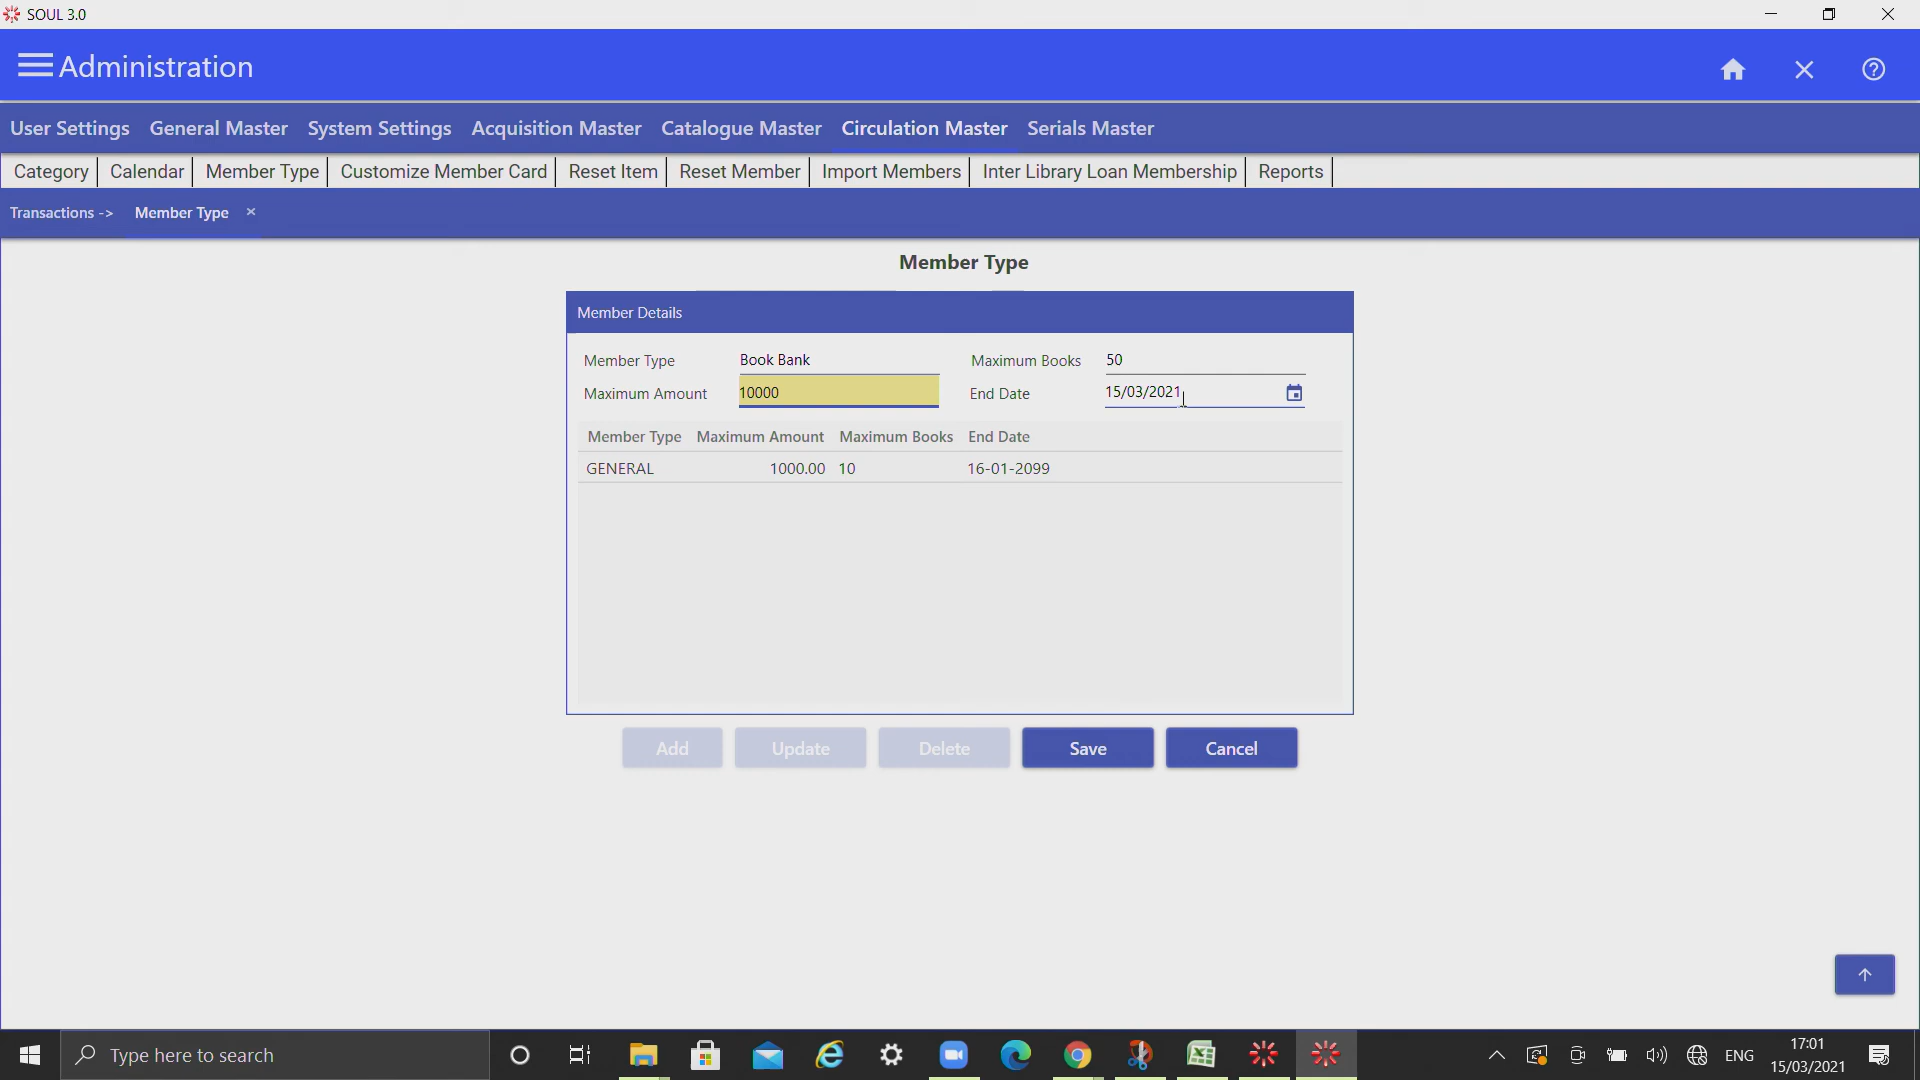 SOUL 3.0
Administration
User Settings General Master System Settings Acquisition Master Catalogue Master Circulation Master Serials Master
Category Calendar Member Type Customize Member Card Reset Item Reset Member Import Members Inter Library Loan Membership Reports
Transactions -> Member Type ×
Member Type
Member Details
Member Type Book Bank Maximum Books 50
Maximum Amount 10000 End Date 15/03/2021
Member Type Maximum Amount Maximum Books End Date
GENERAL 1000.00 10 16-01-2099
Add Update Delete Save Cancel
Type here to search
ENG
17:01
15/03/2021